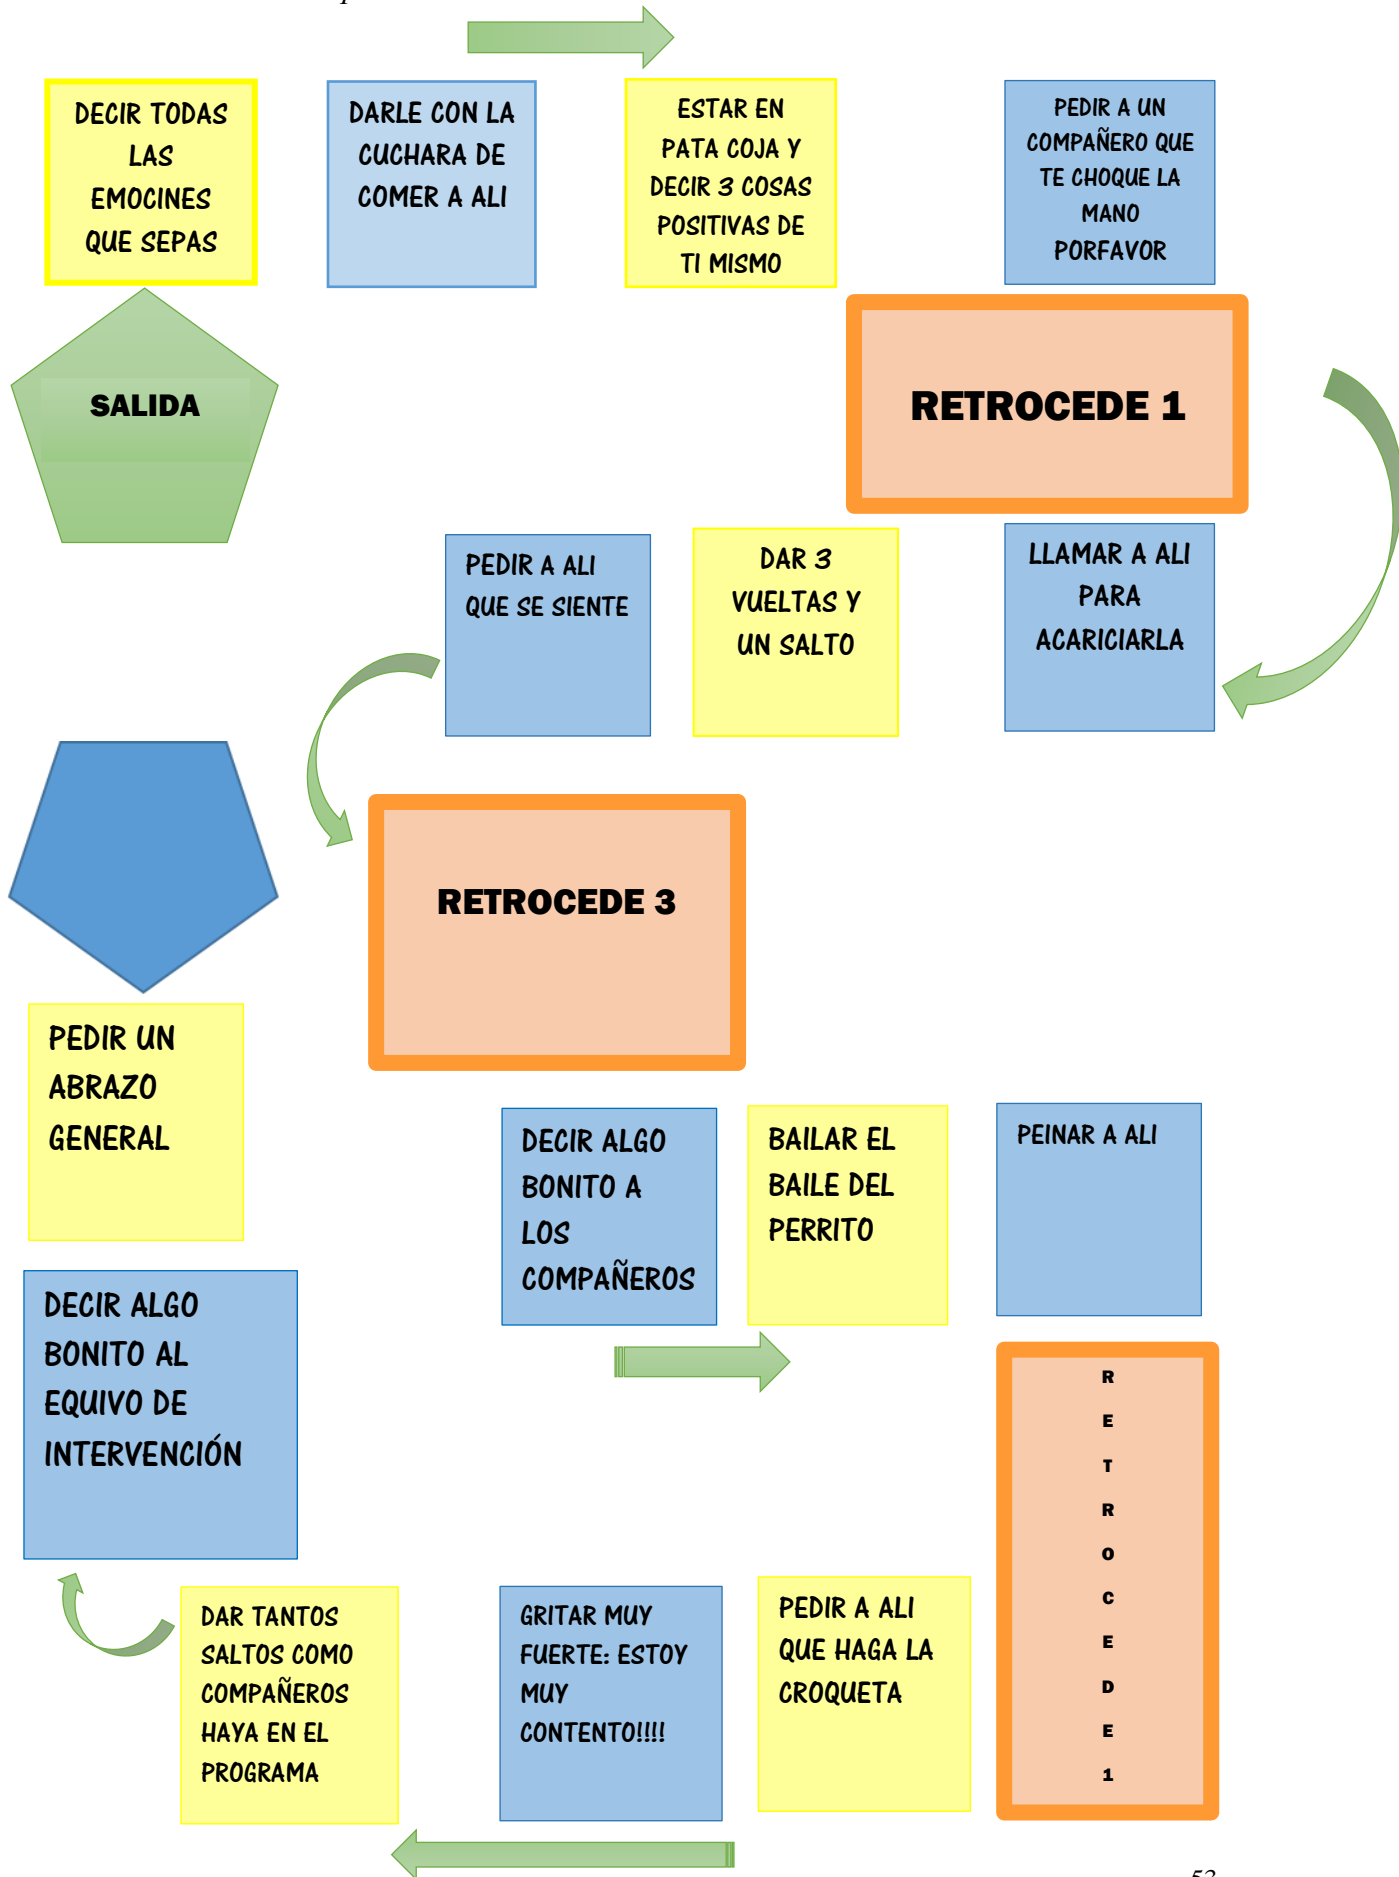 DECIR TODAS
LAS
EMOCINES
QUE SEPAS
DARLE CON LA
CUCHARA DE
COMER A ALI
ESTAR EN
PATA COJA Y
DECIR 3 COSAS
POSITIVAS DE
TI MISMO
PEDIR A UN
COMPAÑERO QUE
TE CHOQUE LA
MANO
PORFAVOR
SALIDA
RETROCEDE 1
LLAMAR A ALI
PARA
ACARICIARLA
DAR 3
VUELTAS Y
UN SALTO
PEDIR A ALI
QUE SE SIENTE
RETROCEDE 3
DECIR ALGO
BONITO A
LOS
COMPAÑEROS
BAILAR EL
BAILE DEL
PERRITO
PEINAR A ALI
R
E
T
R
O
C
E
D
E
1
PEDIR A ALI
QUE HAGA LA
CROQUETA
GRITAR MUY
FUERTE: ESTOY
MUY
CONTENTO!!!!
DAR TANTOS
SALTOS COMO
COMPAÑEROS
HAYA EN EL
PROGRAMA
DECIR ALGO
BONITO AL
EQUIVO DE
INTERVENCIÓN
PEDIR UN
ABRAZO
GENERAL